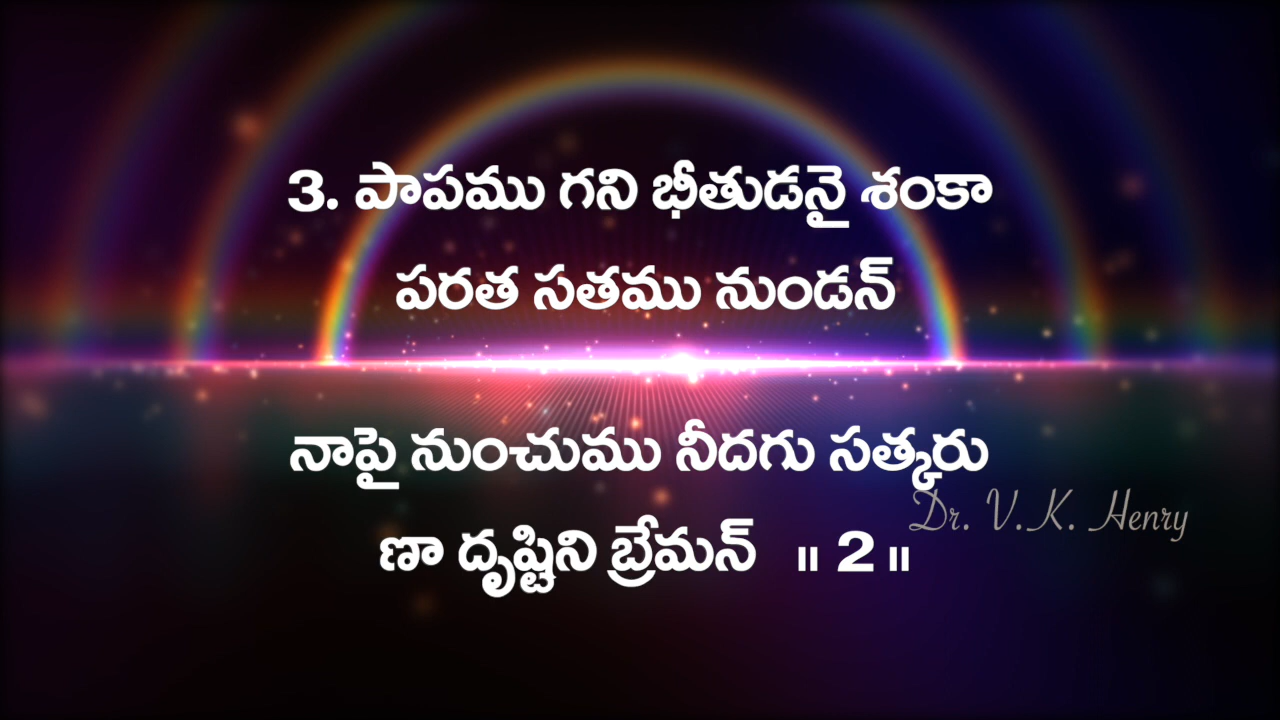 3. పాపము గని భీతుడనై శంకా
పరత సతము నుండన్
నాపై నుంచుము నీదగు సత్కరు
Dr. V.K. Henry
ణా దృష్టిని బ్రేమన్ ॥ 2 ॥